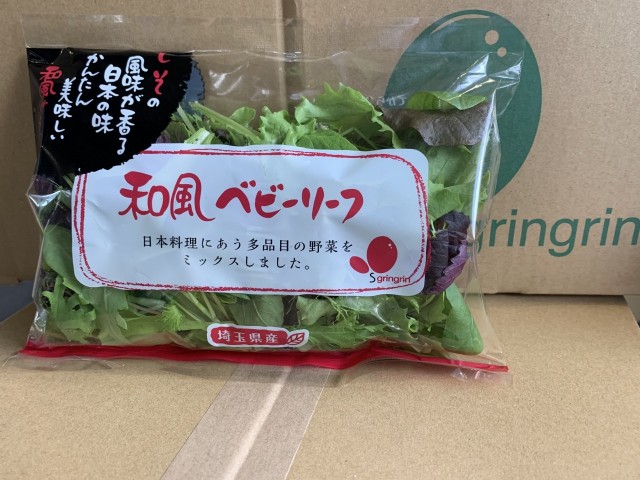 しその
風味が香る
日本の味
かんたん
美味しい
和風
和風ベビーリーフ
日本料理にあう多品目の野菜を
ミックスしました。
Sgringrin
埼玉県産
gringrin